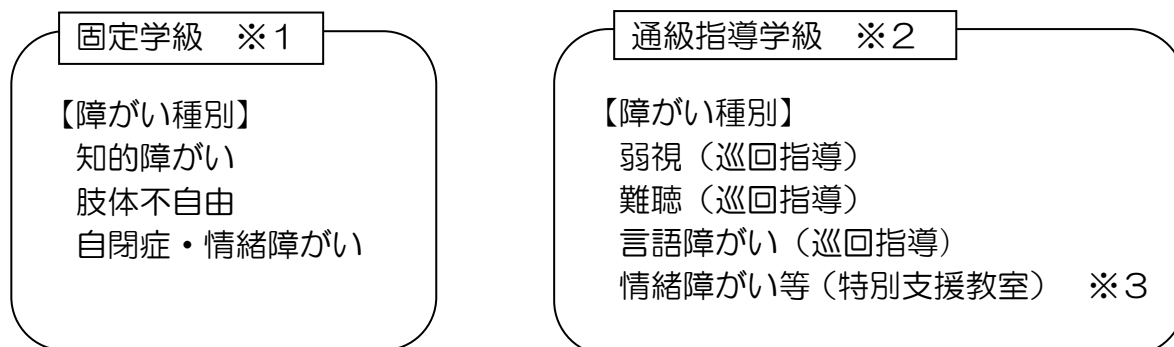 固定学級　※１
【障がい種別】
知的障がい
肢体不自由
自閉症・情緒障がい
通級指導学級　※２
【障がい種別】
弱視（巡回指導）
難聴（巡回指導）
言語障がい（巡回指導）
情緒障がい等（特別支援教室）　※３